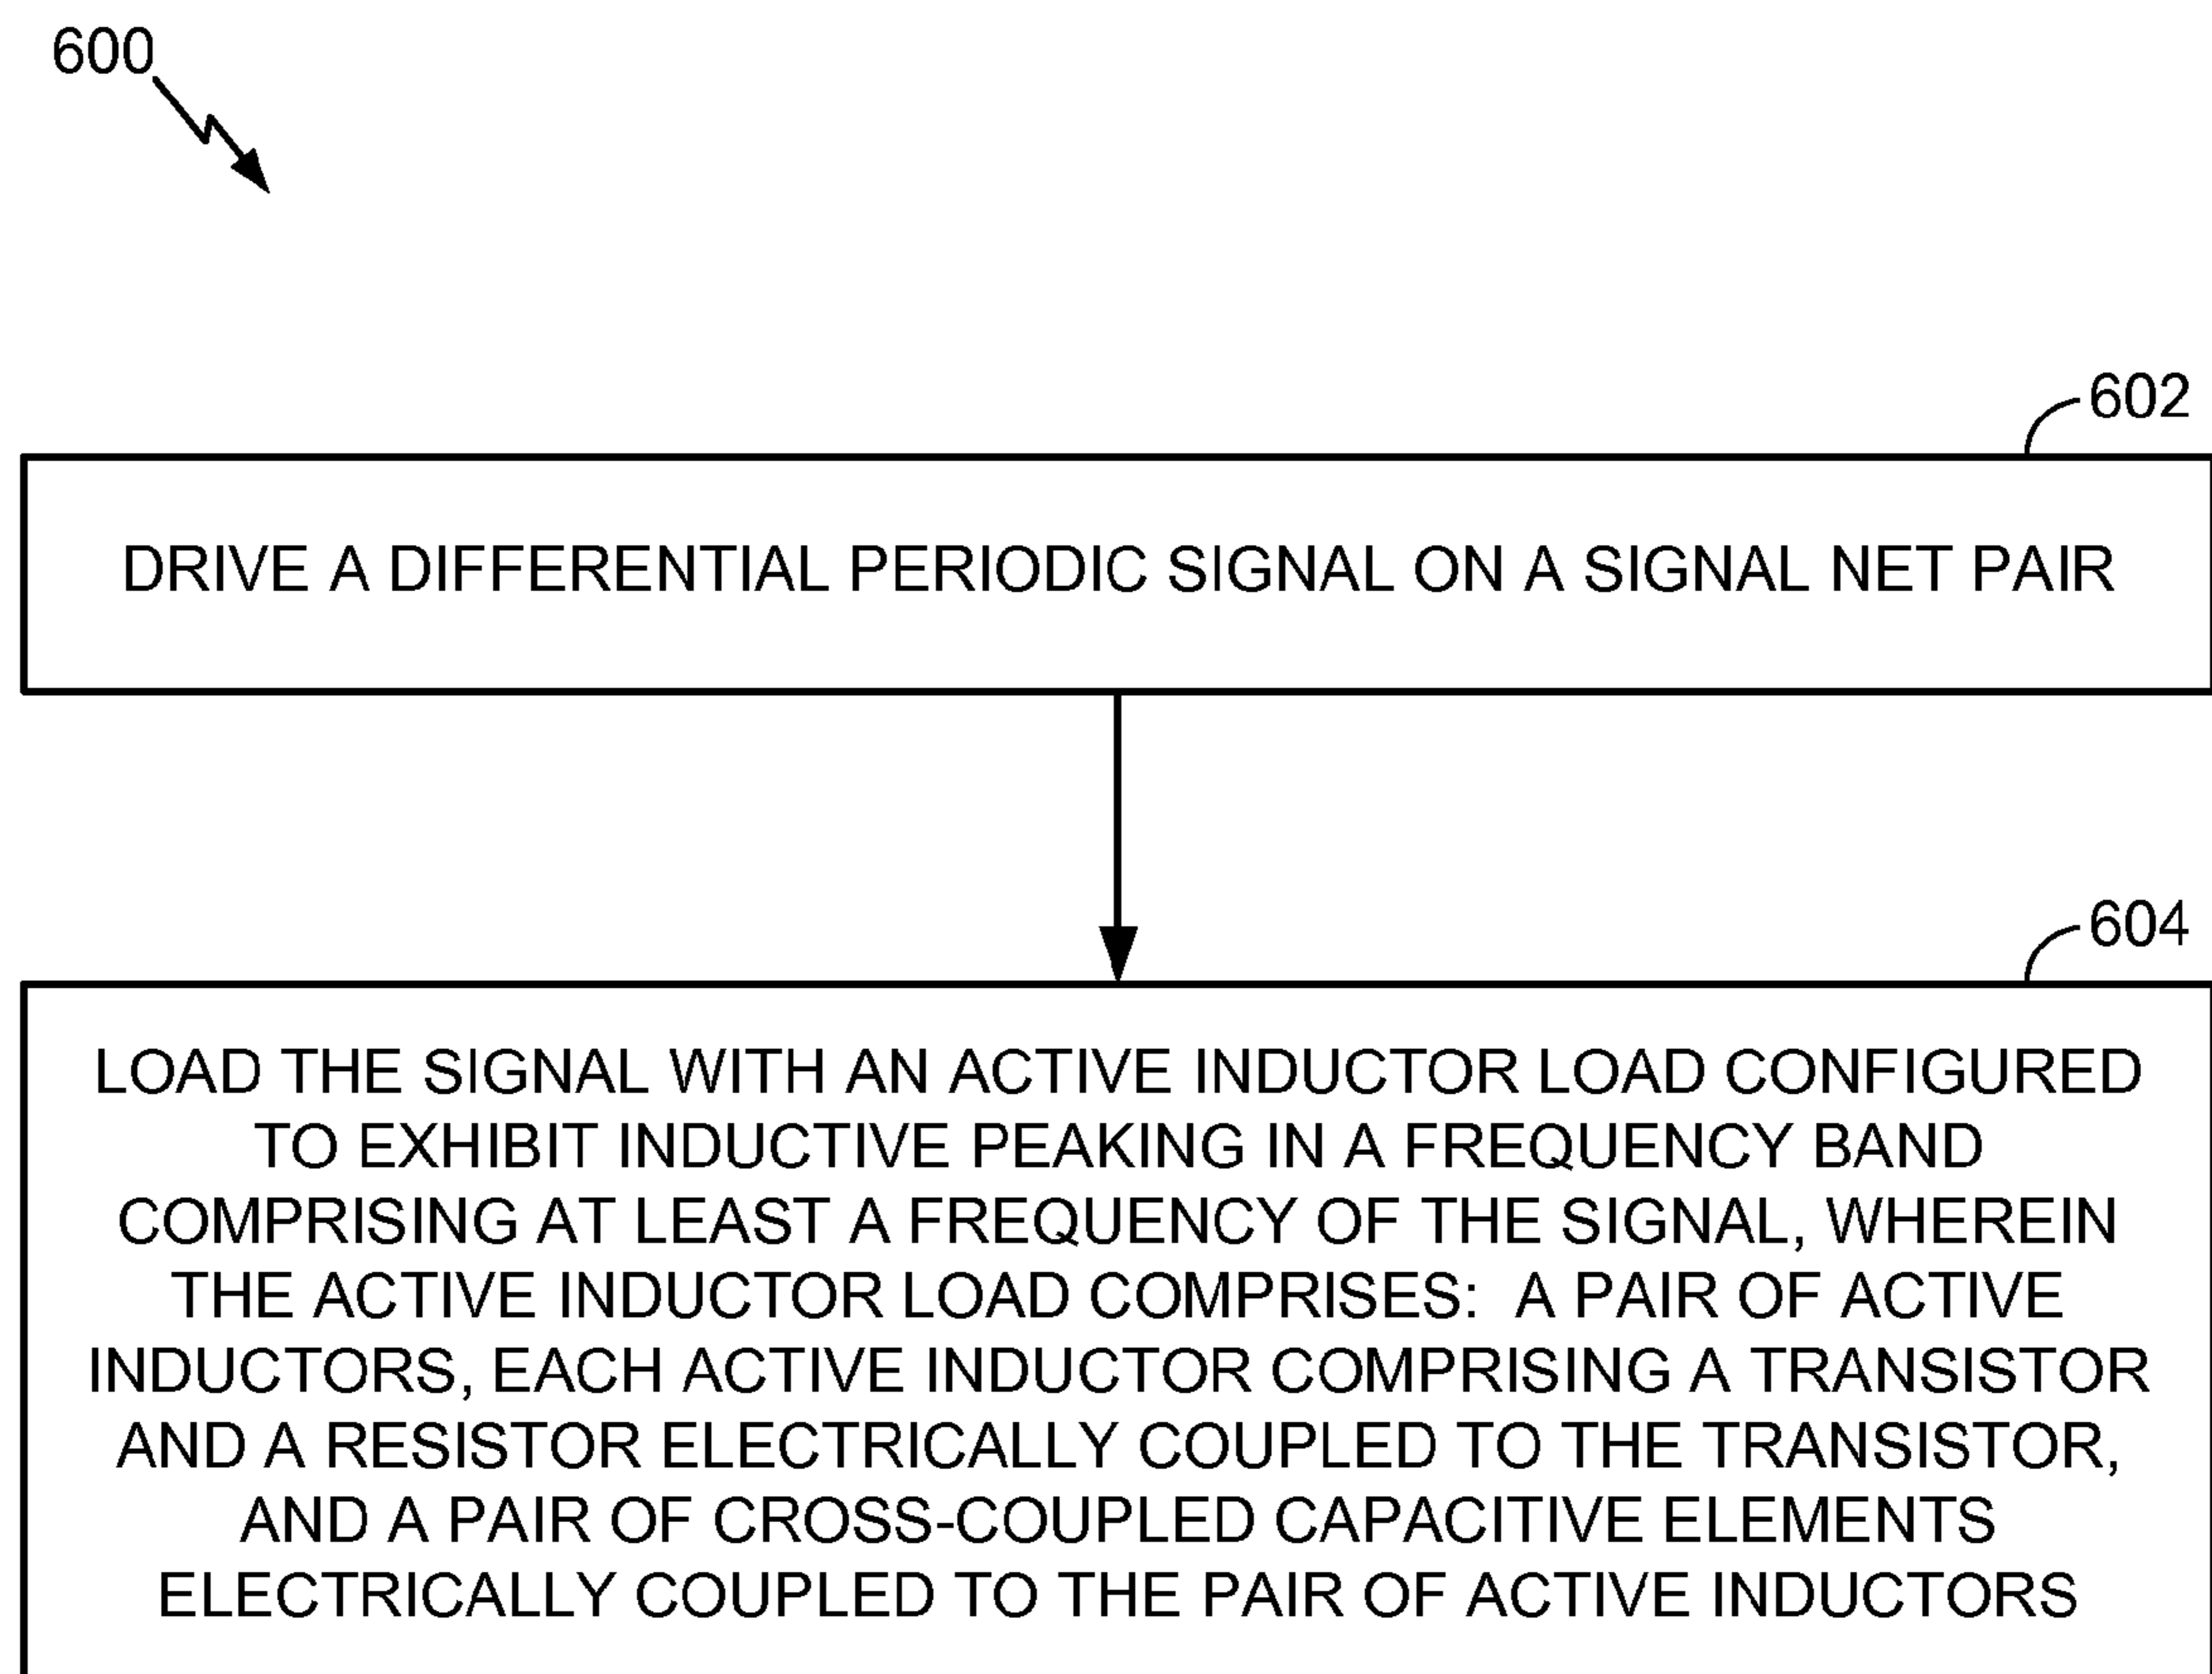 600
602
DRIVE A DIFFERENTIAL PERIODIC SIGNAL ON A SIGNAL NET PAIR
604
LOAD THE SIGNAL WITH AN ACTIVE INDUCTOR LOAD CONFIGURED
TO EXHIBIT INDUCTIVE PEAKING IN A FREQUENCY BAND
COMPRISING AT LEAST A FREQUENCY OF THE SIGNAL, WHEREIN
THE ACTIVE INDUCTOR LOAD COMPRISES: A PAIR OF ACTIVE
INDUCTORS, EACH ACTIVE INDUCTOR COMPRISING A TRANSISTOR
AND A RESISTOR ELECTRICALLY COUPLED TO THE TRANSISTOR,
AND A PAIR OF CROSS-COUPLED CAPACITIVE ELEMENTS
ELECTRICALLY COUPLED TO THE PAIR OF ACTIVE INDUCTORS